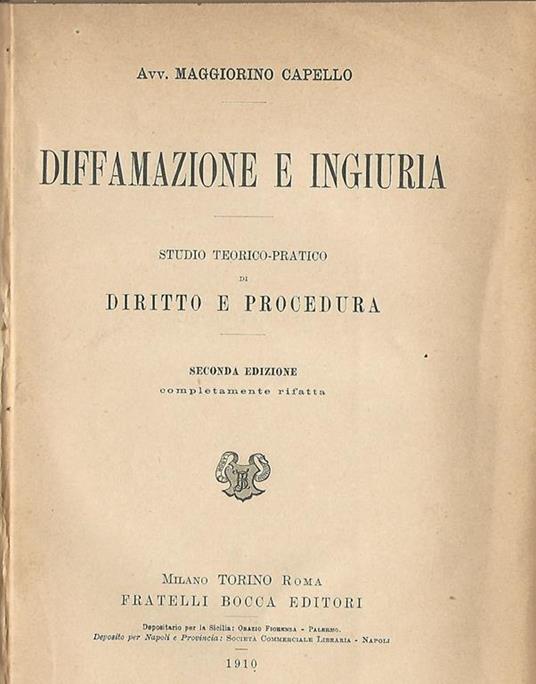 Avv. MAGGIORINO CAPELLO
DIFFAMAZIONE E INGIURIA
STUDIO TEORICO-PRATICO
DI
DIRITTO E PROCEDURA
SECONDA EDIZIONE
completamente rifatta
MILANO TORINO ROMA
FRATELLI BOCCA EDITORI
Depositario per la Sicilia: ORAZIO FIORENZA - PALERMO.
Deposito per Napoli e Provincia: SOCIETÀ COMMERCIALE LIBRARIA - NAPOLI
1910